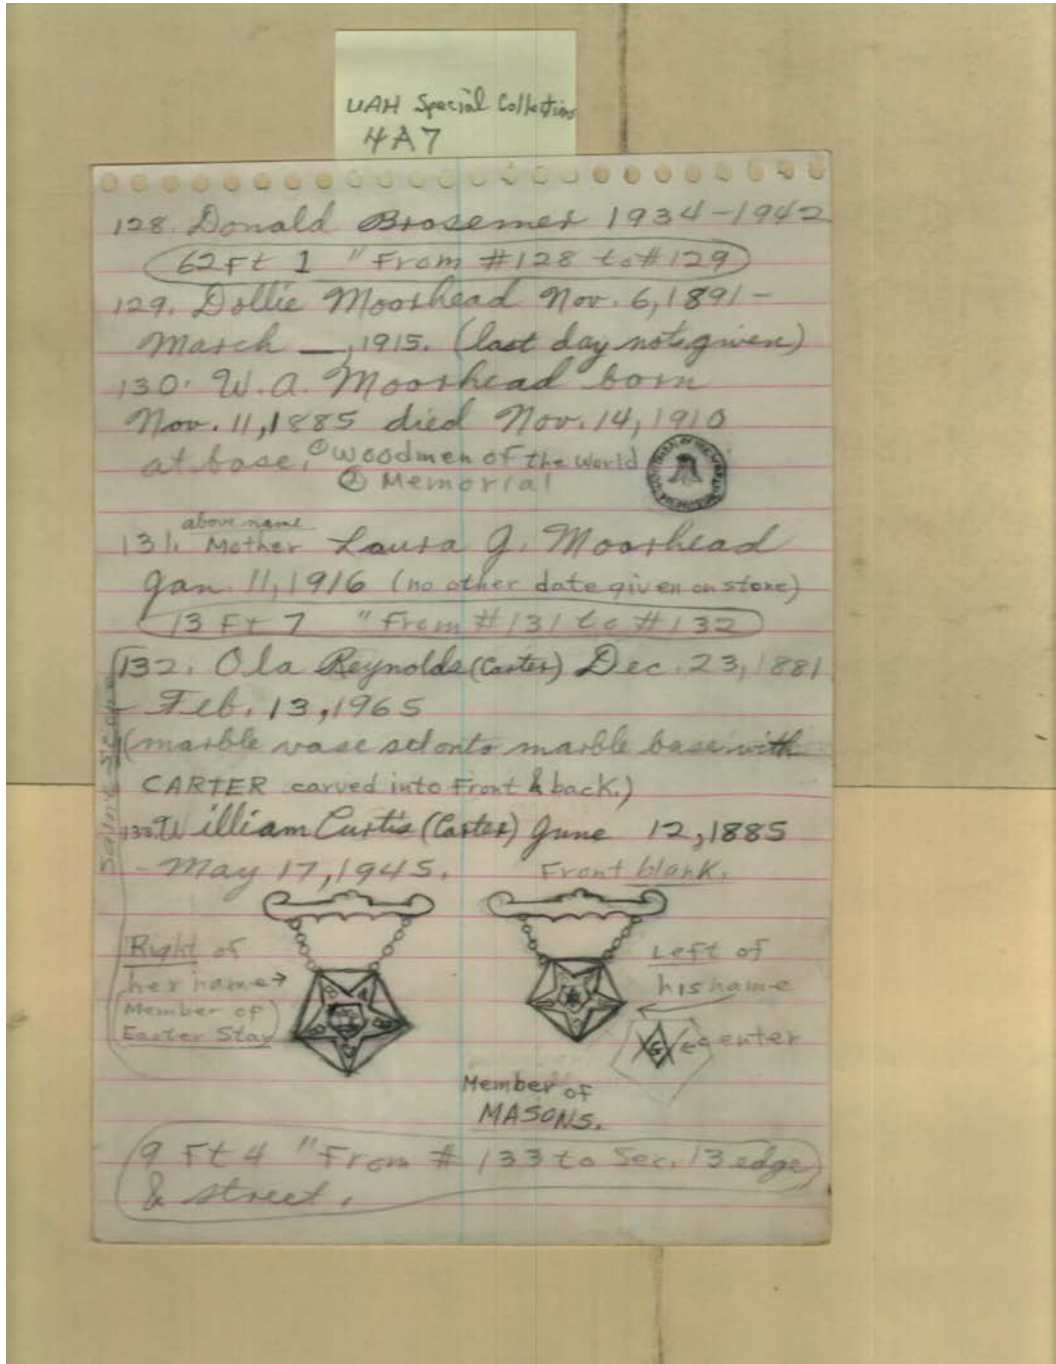 UAH Special Collections
4A7
128. Donald Brosemer 1934-1942
62 Ft 1 " From #128 to #129
129. Dollie Moorhead Nov. 6, 1891 -
March __, 1915. (last day not given)
130. W. A. Moorhead born
Nov. 11, 1885 died Nov. 14, 1910
at base, ① Woodmen of the World
② Memorial
above name
131. Mother Laura J. Moorhead
Jan. 11, 1916 (no other date given on stone)
13 Ft 7 " From #131 to #132
132. Ola Reynolds (Carter) Dec. 23, 1881
- Feb. 13, 1965
(marble vase set onto marble base with
CARTER carved into Front & back.)
133. William Curtis (Carter) June 12, 1885
- May 17, 1945. Front blank.
same stone
Right of
her name →
Member of
Easter Star
Left of
his name
G
← center
Member of
MASONS.
9 Ft 4 " From # 133 to Sec. 13 edge
& street.